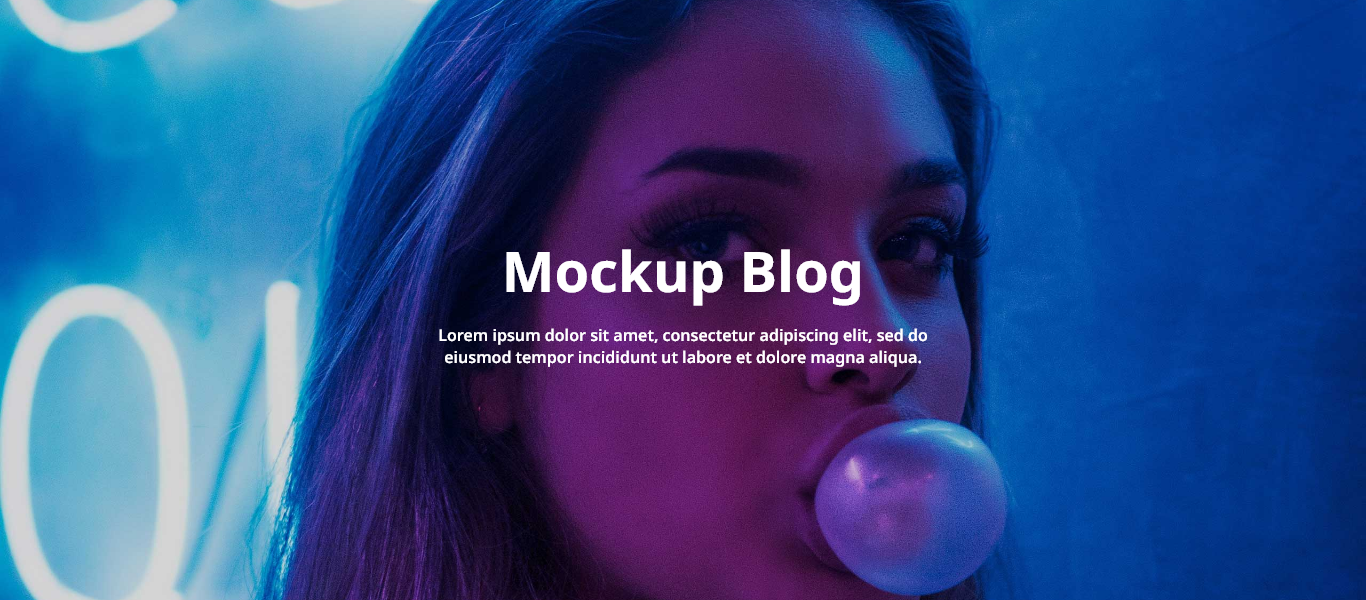 Mockup Blog
Lorem ipsum dolor sit amet, consectetur adipiscing elit, sed do
eiusmod tempor incididunt ut labore et dolore magna aliqua.